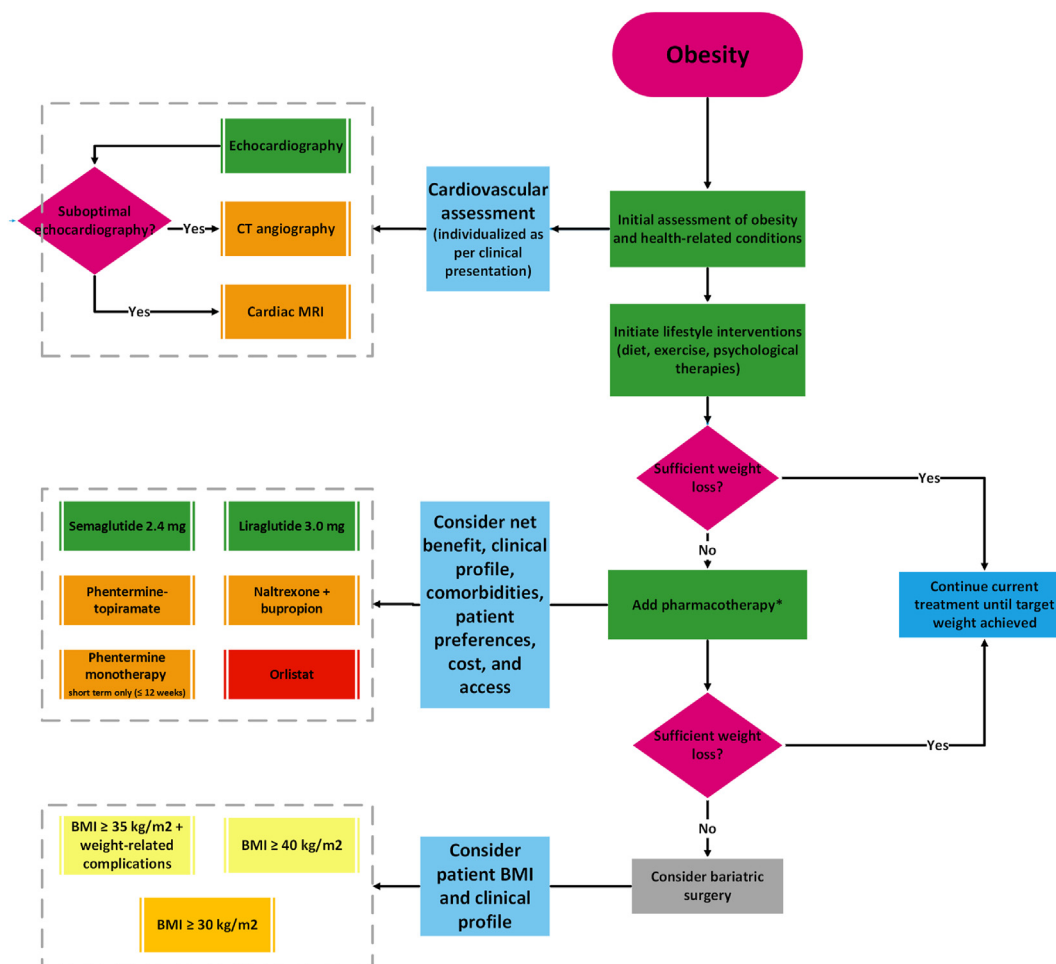 Obesity
Echocardiography
Suboptimal
echocardiography?
Yes
CT angiography
Yes
Cardiac MRI
Cardiovascular
assessment
(individualized as
per clinical
presentation)
Initial assessment of obesity
and health-related conditions
Initiate lifestyle interventions
(diet, exercise, psychological
therapies)
Sufficient weight
loss?
Yes
No
Semaglutide 2.4 mg
Liraglutide 3.0 mg
Phentermine-
topiramate
Naltrexone +
bupropion
Phentermine
monotherapy
short term only (≤ 12 weeks)
Orlistat
Consider net
benefit, clinical
profile,
comorbidities,
patient
preferences,
cost, and
access
Add pharmacotherapy*
Continue current
treatment until target
weight achieved
Sufficient weight
loss?
Yes
No
BMI ≥ 35 kg/m2 +
weight-related
complications
BMI ≥ 40 kg/m2
BMI ≥ 30 kg/m2
Consider
patient BMI
and clinical
profile
Consider bariatric
surgery